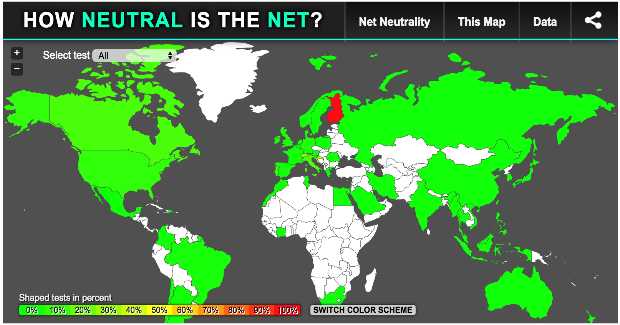 HOW NEUTRAL IS THE NET?
Net Neutrality
This Map
Data
+
Select test All
−
Shaped tests in percent
0% 10% 20% 30% 40% 50% 60% 70% 80% 90% 100%
SWITCH COLOR SCHEME